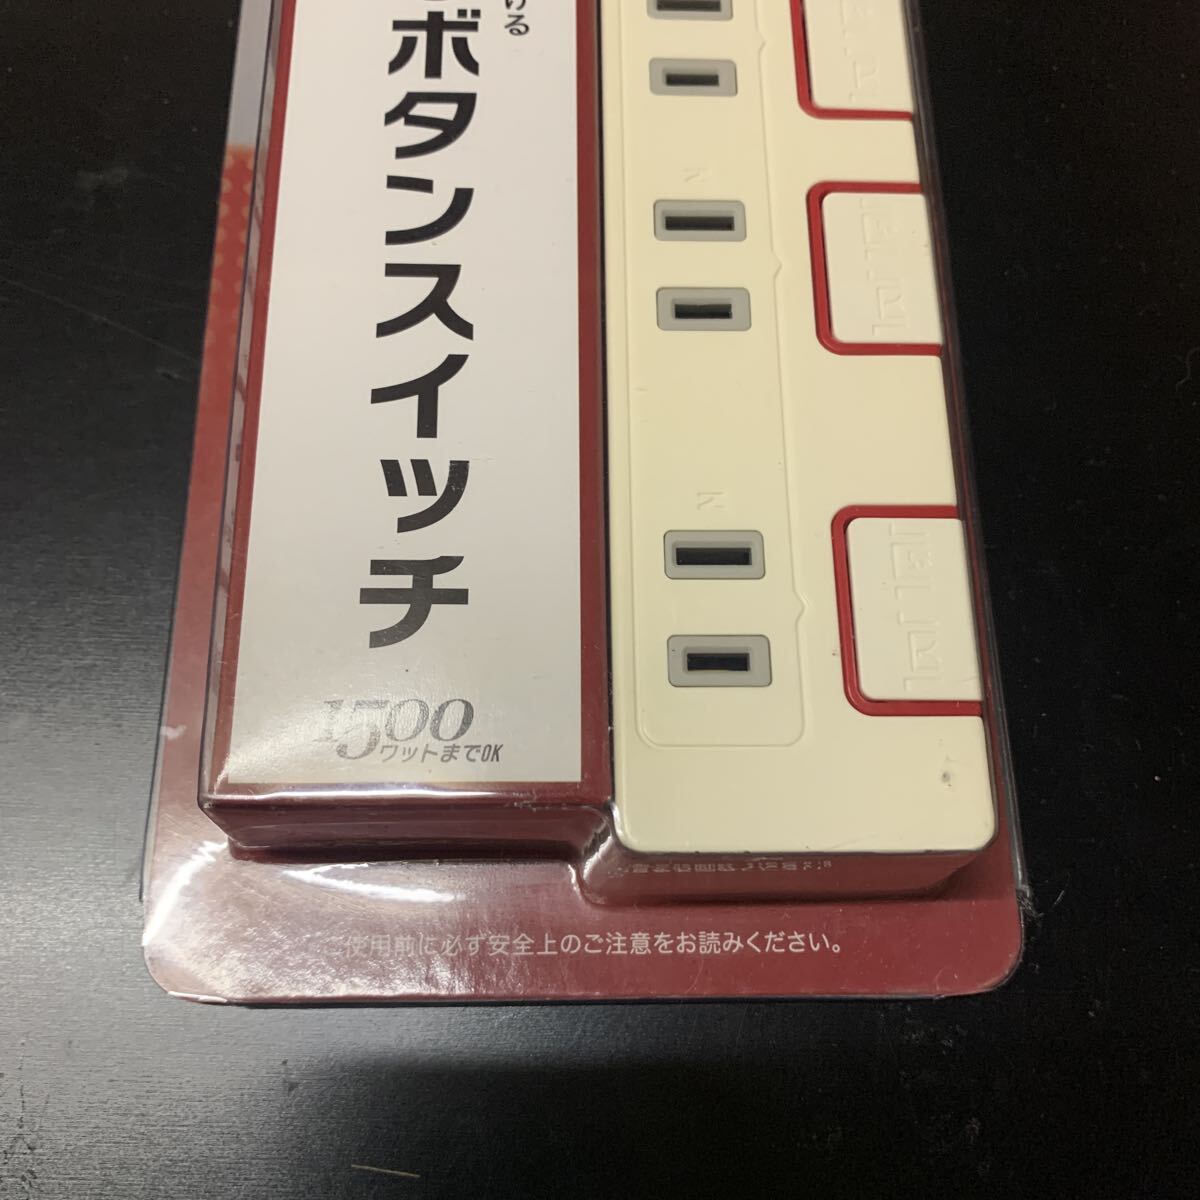 ける
ボタンスイッチ
1500
ワットまでOK
N
N
ご使用前に必ず安全上のご注意をお読みください。